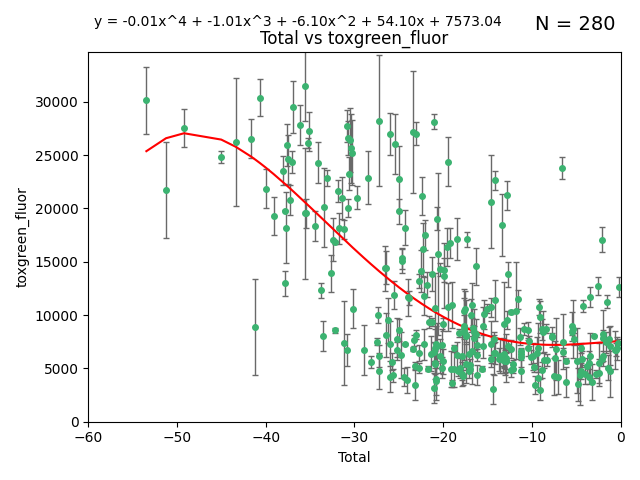 y = -0.01x^4 + -1.01x^3 + -6.10x^2 + 54.10x + 7573.04
N = 280
Total vs toxgreen_fluor
30000
25000
20000
15000
10000
5000
0
toxgreen_fluor
−60
−50
−40
−30
−20
−10
0
Total